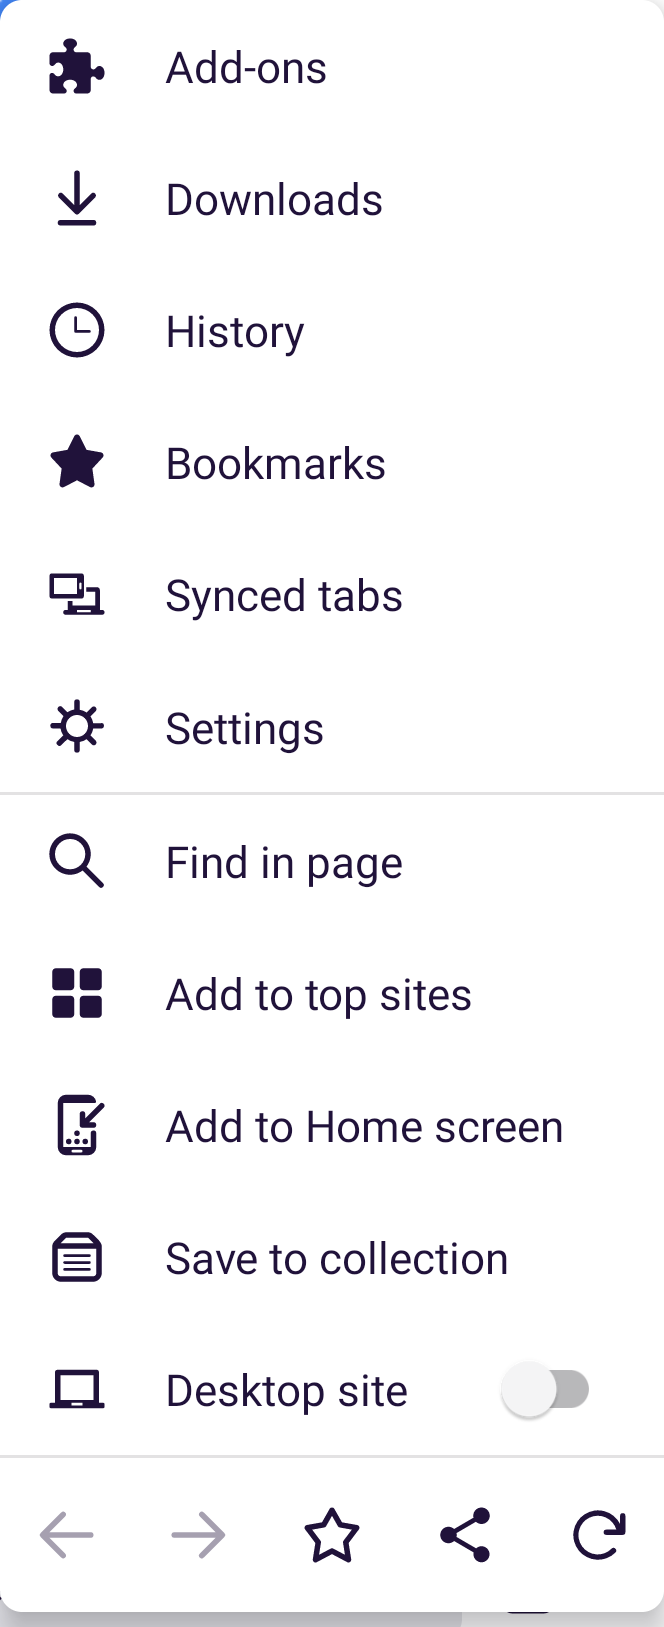 Add-ons
Downloads
History
Bookmarks
Synced tabs
Settings
Find in page
Add to top sites
Add to Home screen
Save to collection
Desktop site